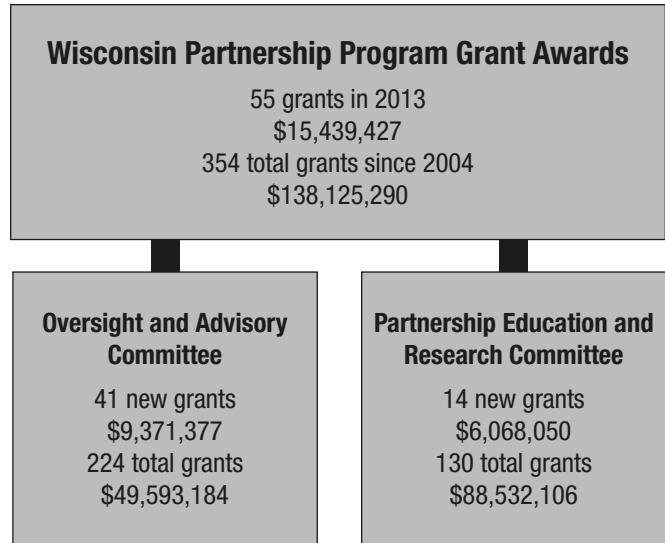 Wisconsin Partnership Program Grant Awards
55 grants in 2013
$15,439,427
354 total grants since 2004
$138,125,290
Oversight and Advisory
Committee
41 new grants
$9,371,377
224 total grants
$49,593,184
Partnership Education and
Research Committee
14 new grants
$6,068,050
130 total grants
$88,532,106